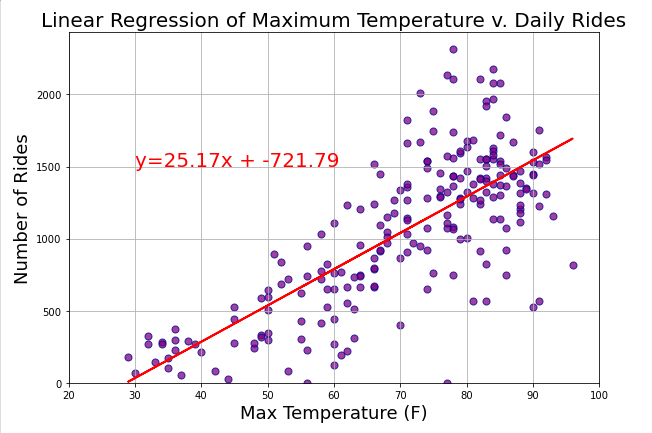 Linear Regression of Maximum Temperature v. Daily Rides
Number of Rides
2000
1500
1000
500
0
y=25.17x + -721.79
20 30 40 50 60 70 80 90 100
Max Temperature (F)